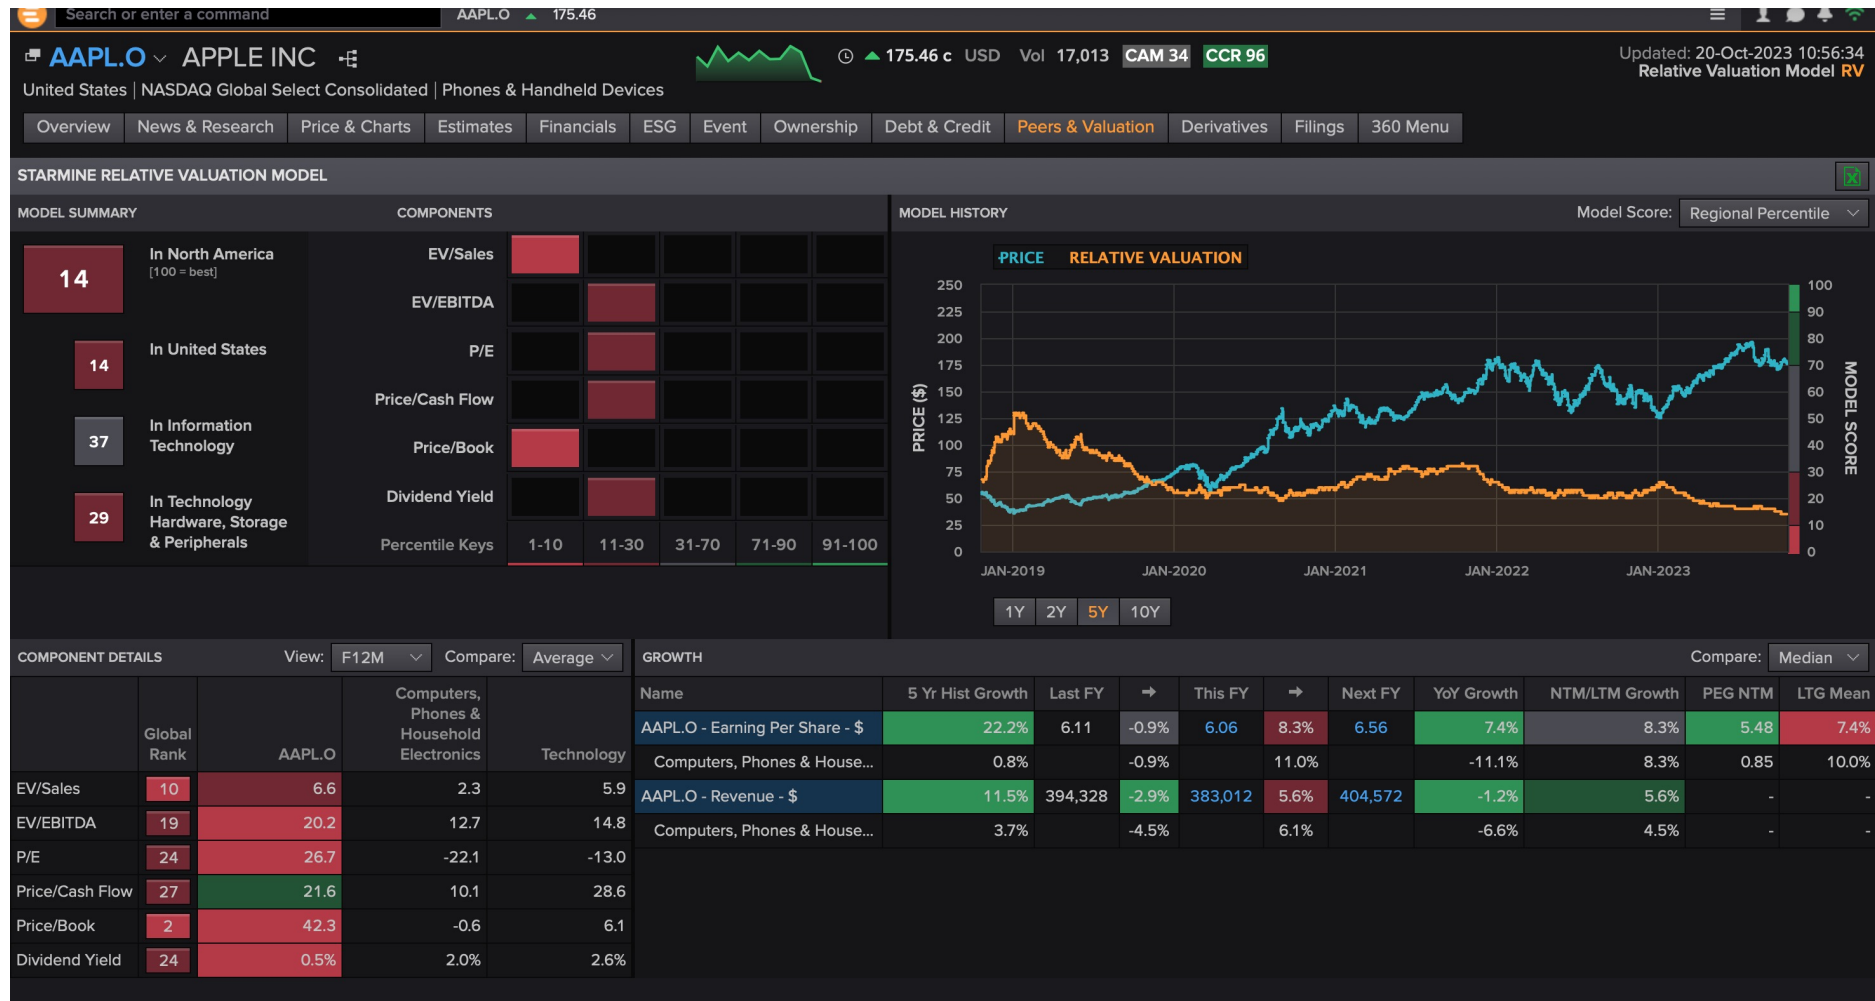 Search or enter a command AAPL.O 175.46
AAPL.O APPLE INC 175.46 c USD Vol 17,013 CAM 34 CCR 96 Updated: 20-Oct-2023 10:56:34
Relative Valuation Model RV
United States | NASDAQ Global Select Consolidated | Phones & Handheld Devices
Overview News & Research Price & Charts Estimates Financials ESG Event Ownership Debt & Credit Peers & Valuation Derivatives Filings 360 Menu
STARMINE RELATIVE VALUATION MODEL
MODEL SUMMARY COMPONENTS
14 In North America
[100 = best]
14 In United States
37 In Information
Technology
29 In Technology
Hardware, Storage
& Peripherals
EV/Sales
EV/EBITDA
P/E
Price/Cash Flow
Price/Book
Dividend Yield
Percentile Keys 1-10 11-30 31-70 71-90 91-100
MODEL HISTORY Model Score: Regional Percentile
PRICE RELATIVE VALUATION
PRICE ($)
250
225
200
175
150
125
100
75
50
25
0
100
90
80
70
60
50
40
30
20
10
0
MODEL SCORE
JAN-2019 JAN-2020 JAN-2021 JAN-2022 JAN-2023
1Y 2Y 5Y 10Y
COMPONENT DETAILS View: F12M Compare: Average
Global
Rank AAPL.O Computers,
Phones &
Household
Electronics Technology
EV/Sales 10 6.6 2.3 5.9
EV/EBITDA 19 20.2 12.7 14.8
P/E 24 26.7 -22.1 -13.0
Price/Cash Flow 27 21.6 10.1 28.6
Price/Book 2 42.3 -0.6 6.1
Dividend Yield 24 0.5% 2.0% 2.6%
GROWTH Compare: Median
Name 5 Yr Hist Growth Last FY This FY Next FY YoY Growth NTM/LTM Growth PEG NTM LTG Mean
AAPL.O - Earning Per Share - $ 22.2% 6.11 -0.9% 6.06 8.3% 6.56 7.4% 8.3% 5.48 7.4%
Computers, Phones & House... 0.8% -0.9% 11.0% -11.1% 8.3% 0.85 10.0%
AAPL.O - Revenue - $ 11.5% 394,328 -2.9% 383,012 5.6% 404,572 -1.2% 5.6% - -
Computers, Phones & House... 3.7% -4.5% 6.1% -6.6% 4.5% - -